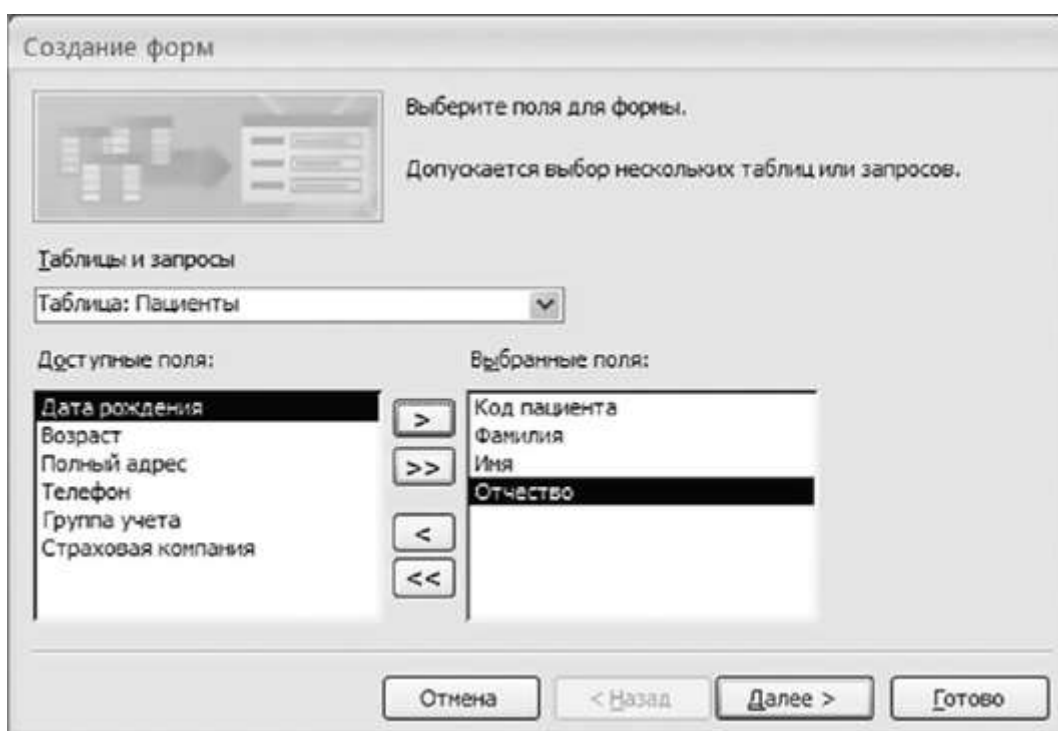 Создание форм
Выберите поля для формы.
Допускается выбор нескольких таблиц или запросов.
Таблицы и запросы
Таблица: Пациенты
Доступные поля:
Выбранные поля:
Дата рождения
Возраст
Полный адрес
Телефон
Группа учета
Страховая компания
>
>>
<
<<
Код пациента
Фамилия
Имя
Отчество
Отмена
< Назад
Далее >
Готово